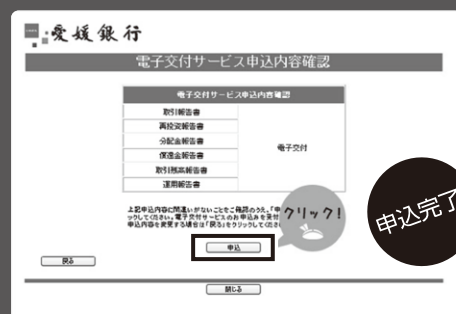 愛媛銀行
電子交付サービス申込内容確認
電子交付サービス申込内容確認
取引報告書
再投資報告書
分配金報告書
償還金報告書
取引残高報告書
運用報告書
電子交付
上記申込内容に間違いがないことをご確認のうえ、「申
ックしてください。電子交付サービスのお申込みを受付
申込内容を変更する場合は「戻る」をクリックしてくださ
クリック!
申込
申込完了
戻る
閉じる